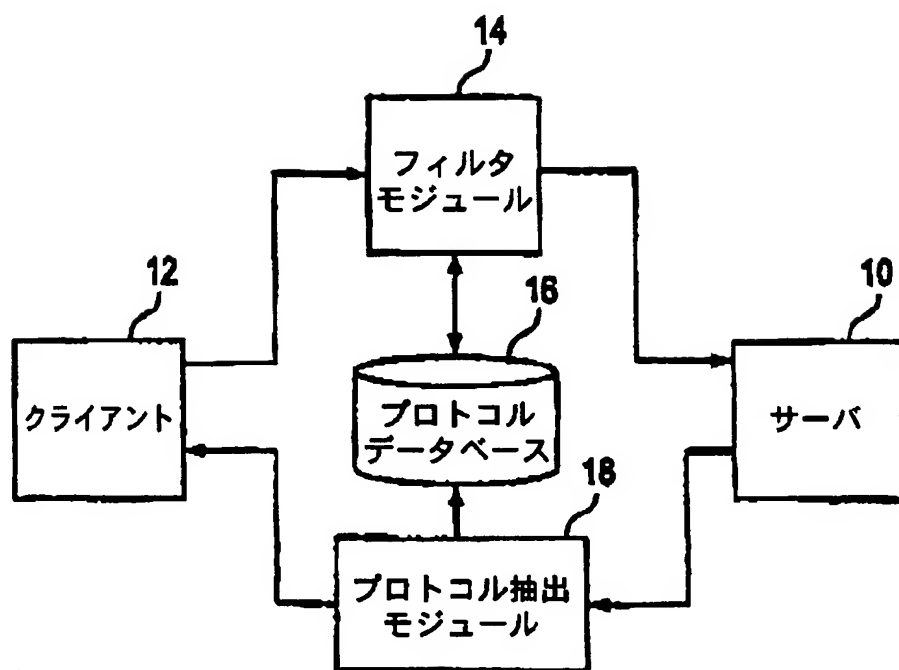 14
フィルタ
モジュール
12
クライアント
16
プロトコル
データベース
10
サーバ
18
プロトコル抽出
モジュール